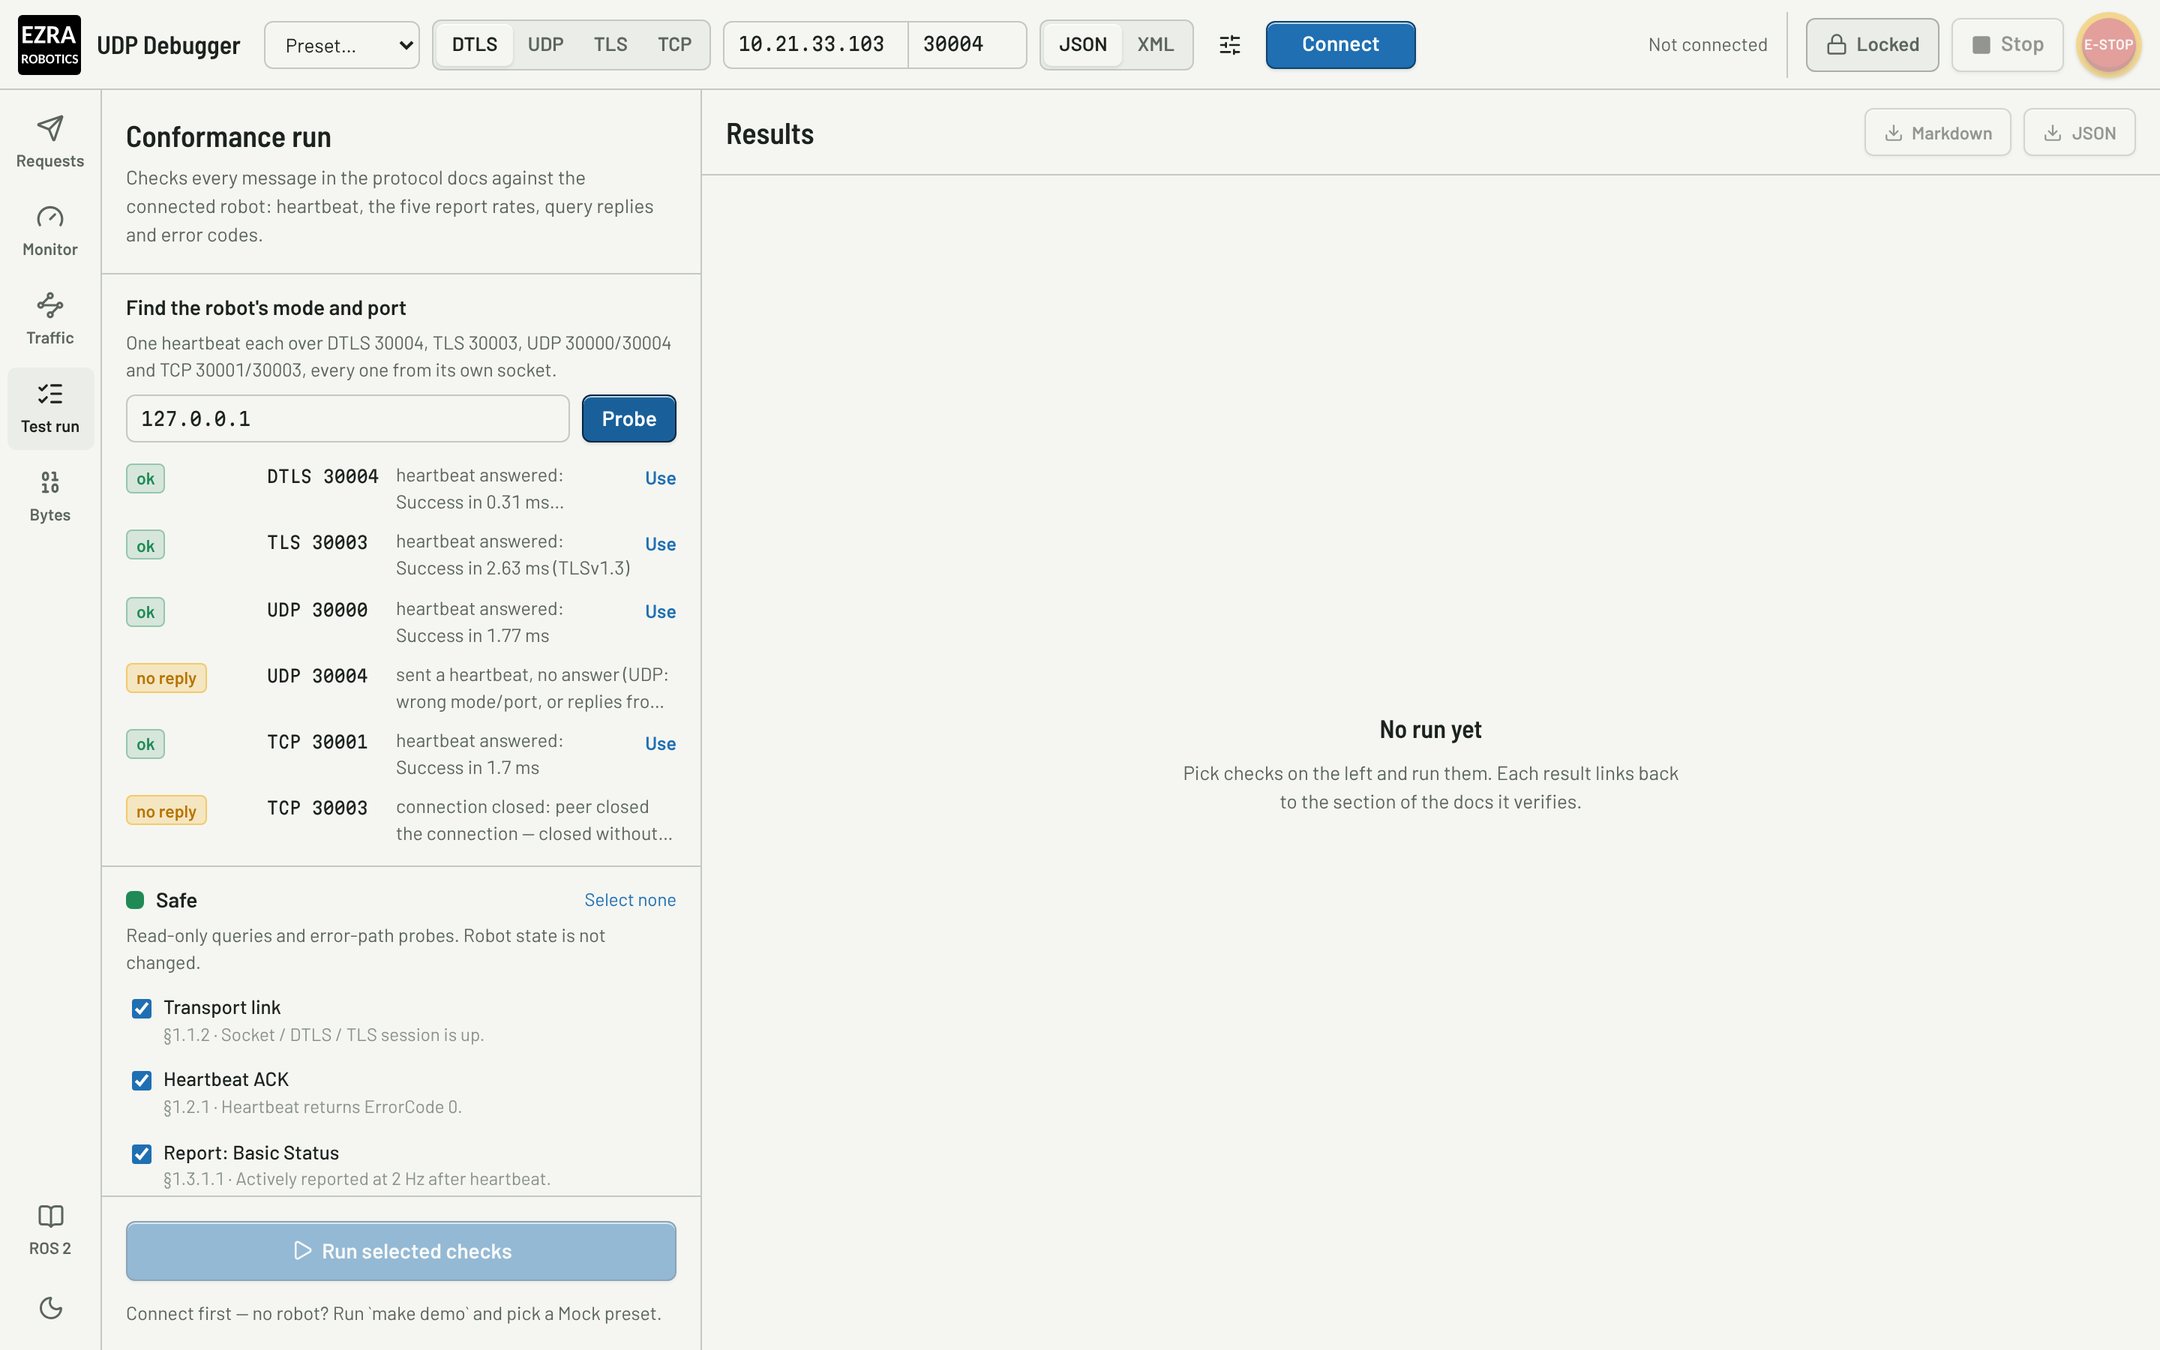 EZRA
ROBOTICS
UDP Debugger
Preset...
DTLS UDP TLS TCP
10.21.33.103 30004
JSON XML
Connect
Not connected
Locked
Stop
E-STOP
Requests
Monitor
Traffic
Test run
01
10
Bytes
ROS 2
Conformance run
Checks every message in the protocol docs against the
connected robot: heartbeat, the five report rates, query replies
and error codes.
Find the robot's mode and port
One heartbeat each over DTLS 30004, TLS 30003, UDP 30000/30004
and TCP 30001/30003, every one from its own socket.
127.0.0.1 Probe
ok DTLS 30004 heartbeat answered: Use
Success in 0.31 ms...
ok TLS 30003 heartbeat answered: Use
Success in 2.63 ms (TLSv1.3)
ok UDP 30000 heartbeat answered: Use
Success in 1.77 ms
no reply UDP 30004 sent a heartbeat, no answer (UDP:
wrong mode/port, or replies fro...
ok TCP 30001 heartbeat answered: Use
Success in 1.7 ms
no reply TCP 30003 connection closed: peer closed
the connection — closed without...
Safe Select none
Read-only queries and error-path probes. Robot state is not
changed.
Transport link
§1.1.2 · Socket / DTLS / TLS session is up.
Heartbeat ACK
§1.2.1 · Heartbeat returns ErrorCode 0.
Report: Basic Status
§1.3.1.1 · Actively reported at 2 Hz after heartbeat.
Run selected checks
Connect first — no robot? Run `make demo` and pick a Mock preset.
Results
Markdown JSON
No run yet
Pick checks on the left and run them. Each result links back
to the section of the docs it verifies.